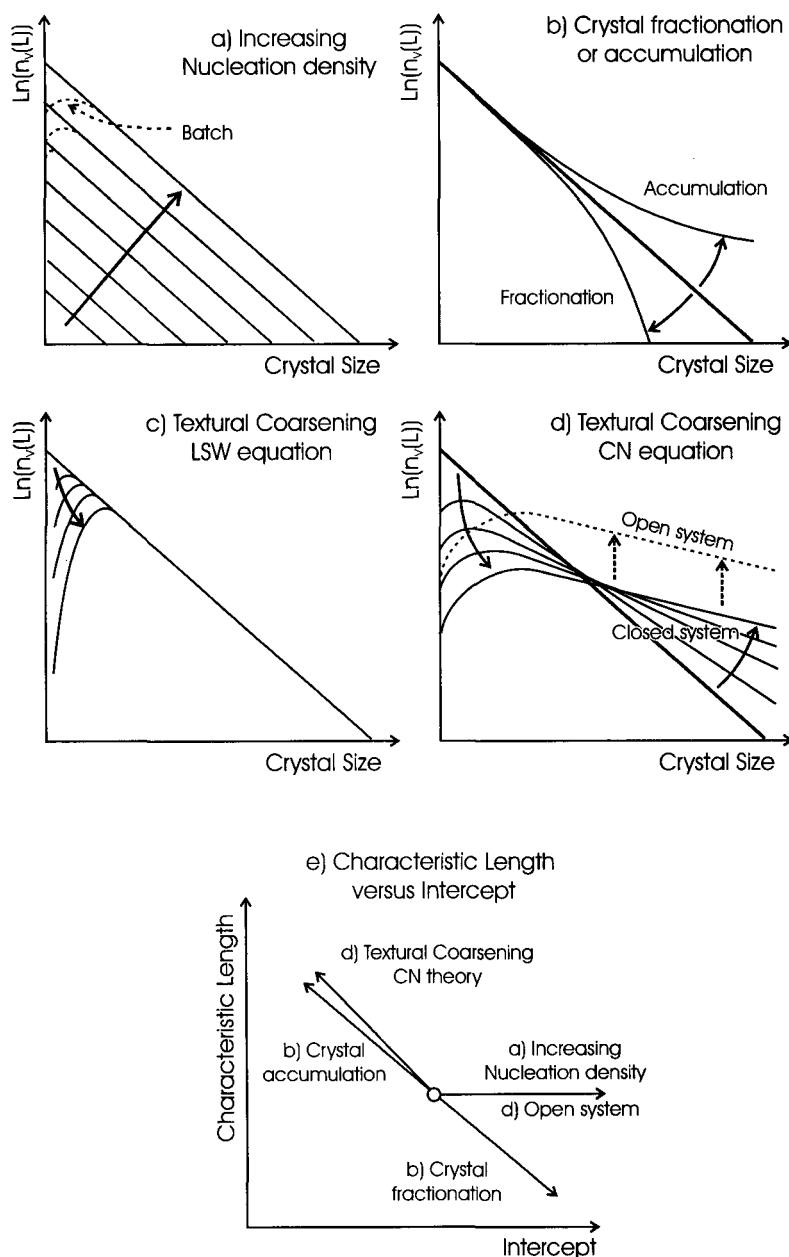 a) Increasing
Nucleation density
Ln(nv(L))
Batch
Crystal Size
b) Crystal fractionation
or accumulation
Ln(nv(L))
Accumulation
Fractionation
Crystal Size
c) Textural Coarsening
LSW equation
Ln(nv(L))
Crystal Size
d) Textural Coarsening
CN equation
Ln(nv(L))
Open system
Closed system
Crystal Size
e) Characteristic Length
versus Intercept
Characteristic Length
d) Textural Coarsening
CN theory
b) Crystal
accumulation
a) Increasing
Nucleation density
d) Open system
b) Crystal
fractionation
Intercept